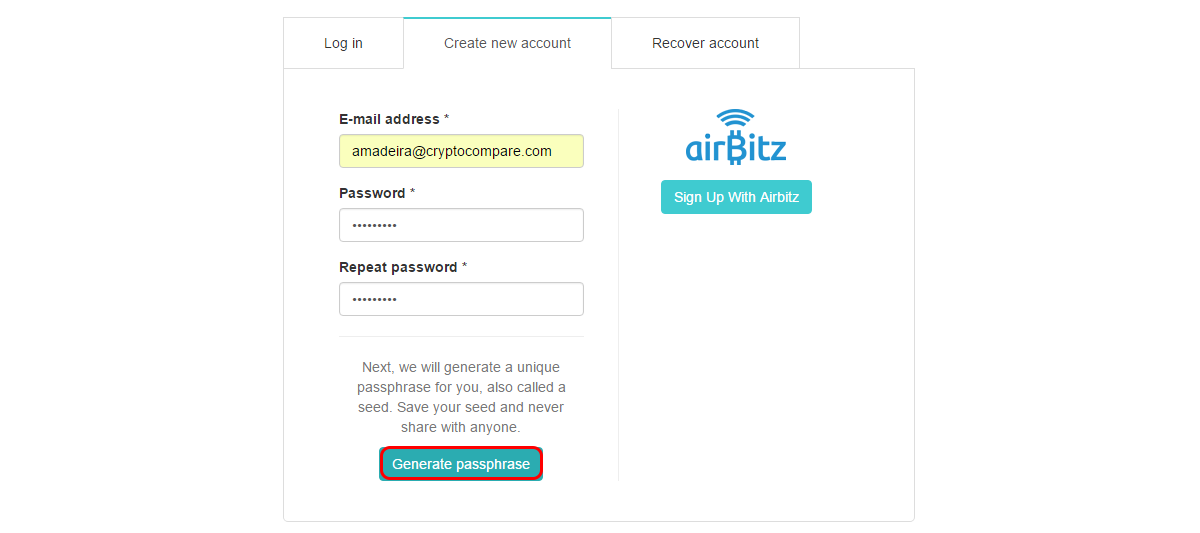 Log in
Create new account
Recover account
E-mail address *
amadeira@cryptocompare.com
Password *
•••••••••
Repeat password *
•••••••••
Next, we will generate a unique
passphrase for you, also called a
seed. Save your seed and never
share with anyone.
Generate passphrase
airBitz
Sign Up With Airbitz